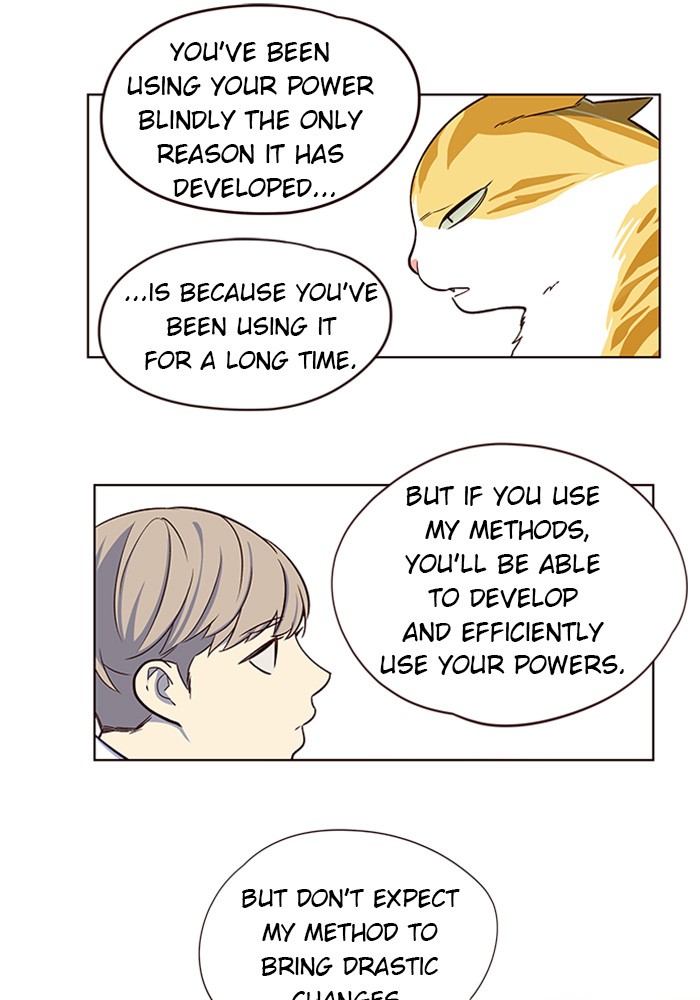 YOU'VE BEEN
USING YOUR POWER
BLINDLY THE ONLY
REASON IT HAS
DEVELOPED...
...IS BECAUSE YOU'VE
BEEN USING IT
FOR A LONG TIME.
BUT IF YOU USE
MY METHODS,
YOU'LL BE ABLE
TO DEVELOP
AND EFFICIENTLY
USE YOUR POWERS.
BUT DON'T EXPECT
MY METHOD TO
BRING DRASTIC
CHANGES